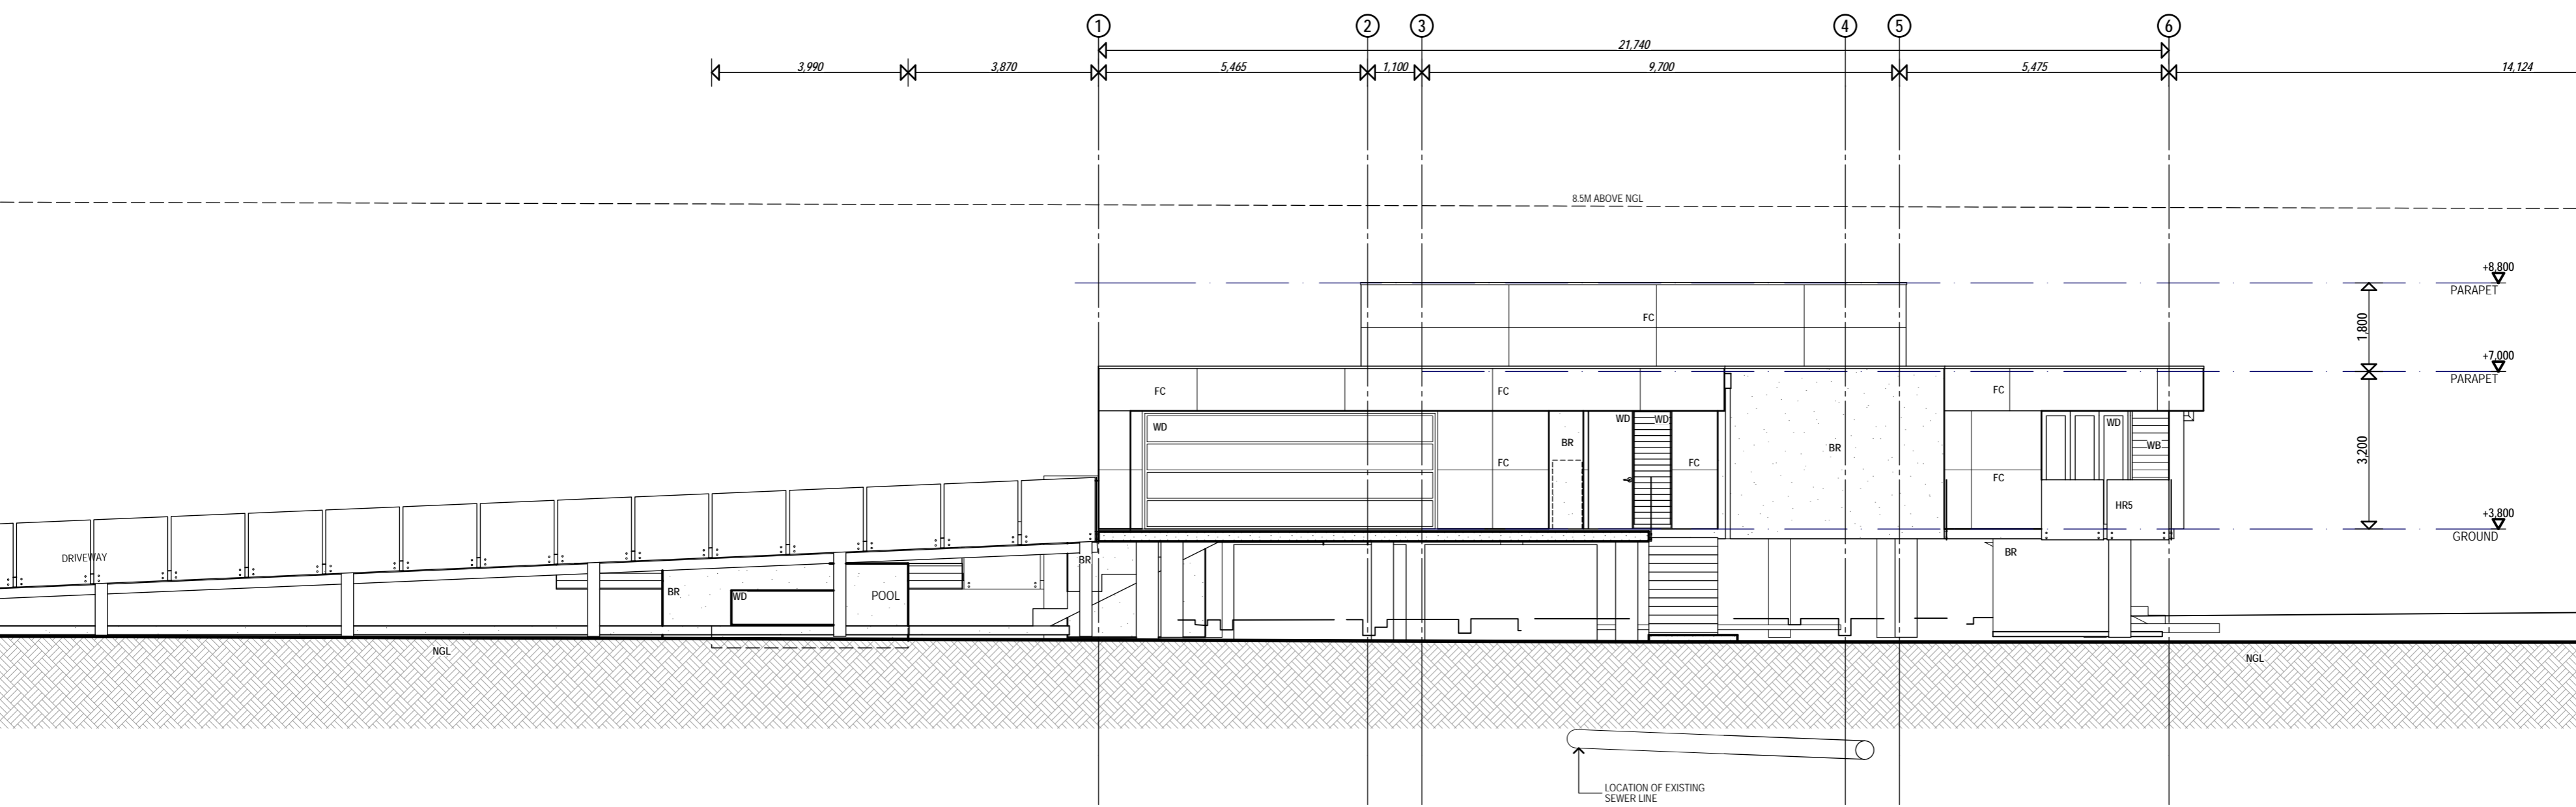 1
2
3
4
5
6
21,740
3,990
3,870
5,465
1,100
9,700
5,475
14,124
8.5M ABOVE NGL
+8,800
PARAPET
FC
1,800
+7,000
PARAPET
FC
FC
FC
WD
WD
WD
WD
BR
BR
WB
FC
FC
FC
3,200
HR5
+3,800
GROUND
DRIVEWAY
BR
BR
BR
WD
POOL
NGL
NGL
LOCATION OF EXISTING
SEWER LINE